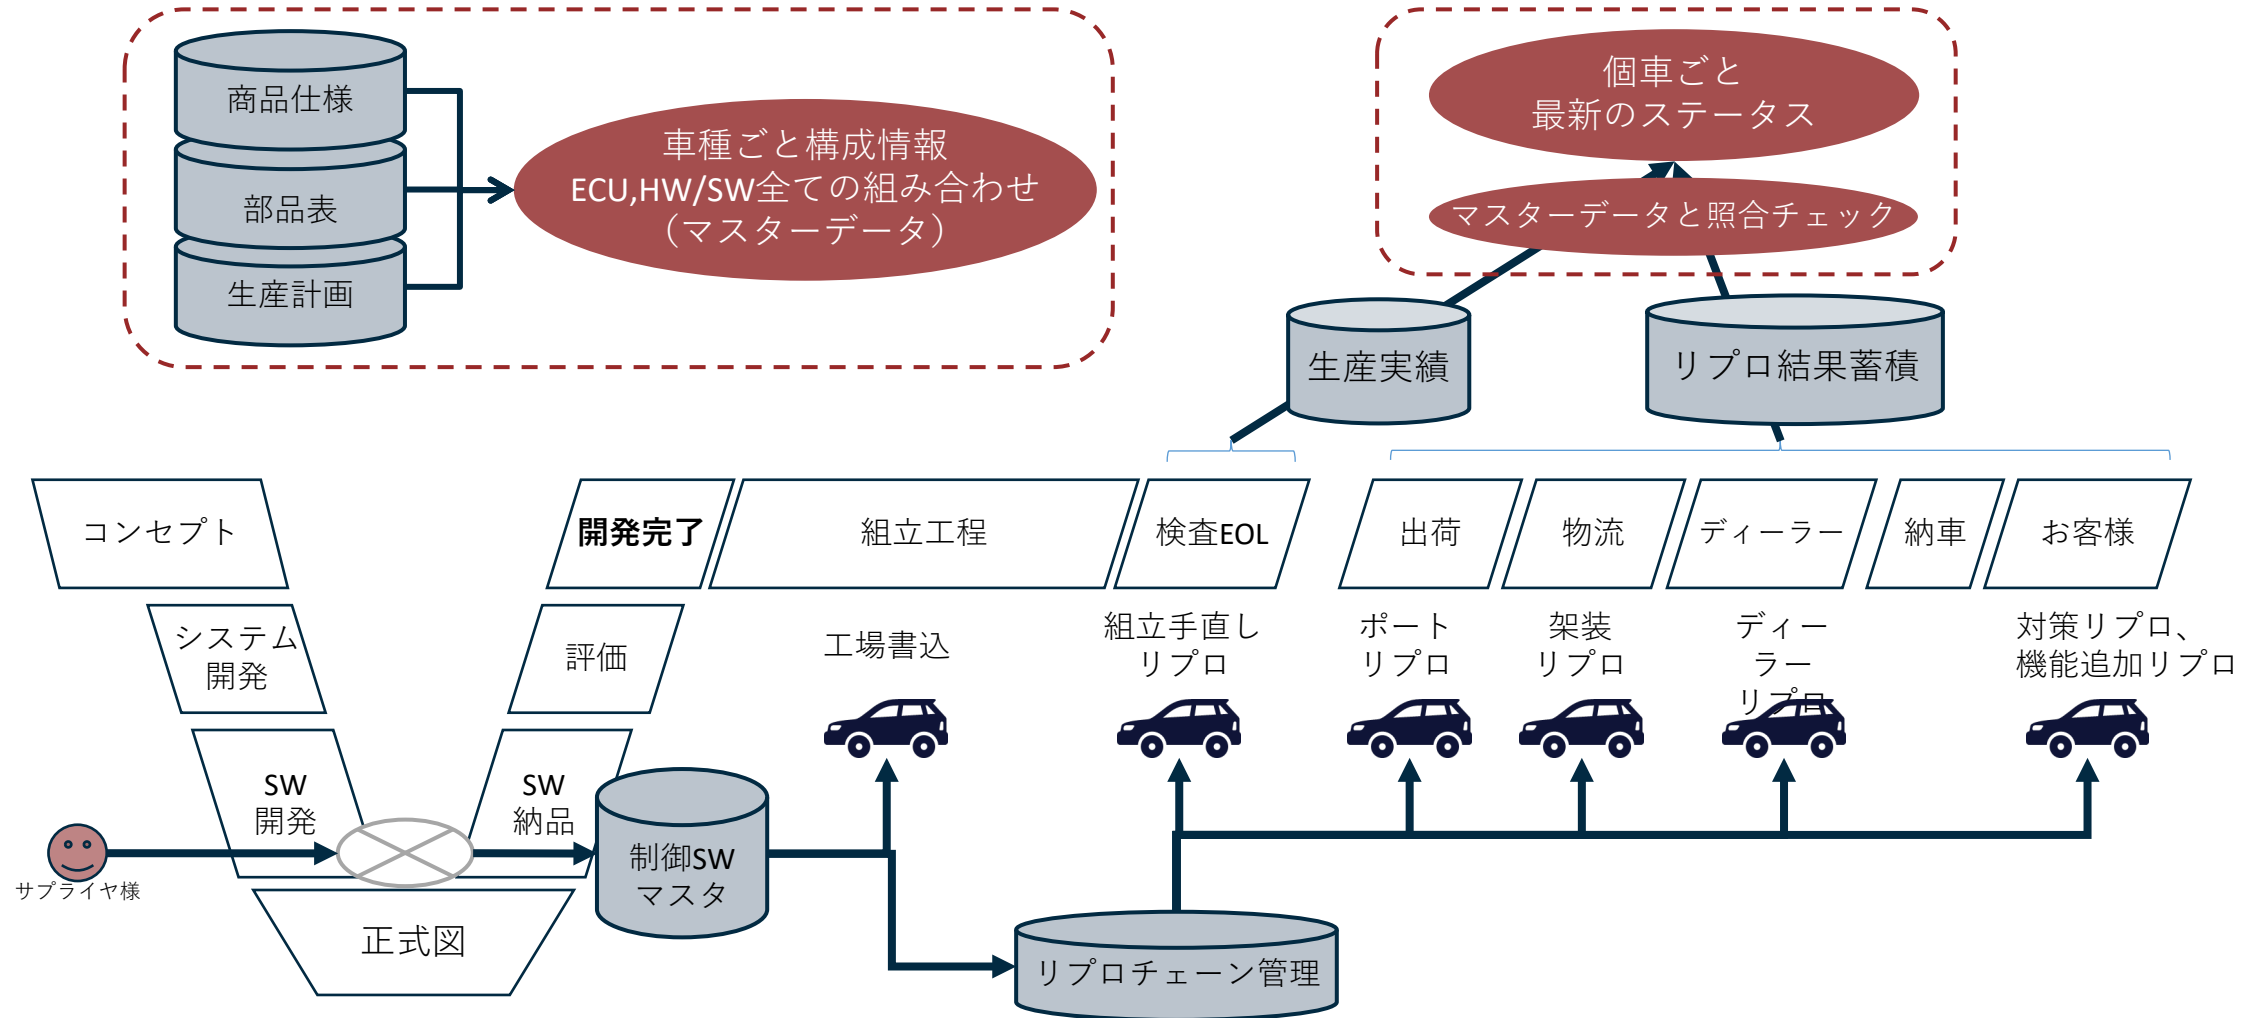 商品仕様
部品表
生産計画
車種ごと構成情報
ECU,HW/SW全ての組み合わせ
（マスターデータ）
個車ごと
最新のステータス
マスターデータと照合チェック
生産実績
リプロ結果蓄積
コンセプト
開発完了
組立工程
検査EOL
出荷
物流
ディーラー
納車
お客様
システム
開発
評価
工場書込
組立手直し
リプロ
ポート
リプロ
架装
リプロ
ディー
ラー
リプロ
対策リプロ、
機能追加リプロ
SW
開発
SW
納品
サプライヤ様
制御SW
マスタ
正式図
リプロチェーン管理